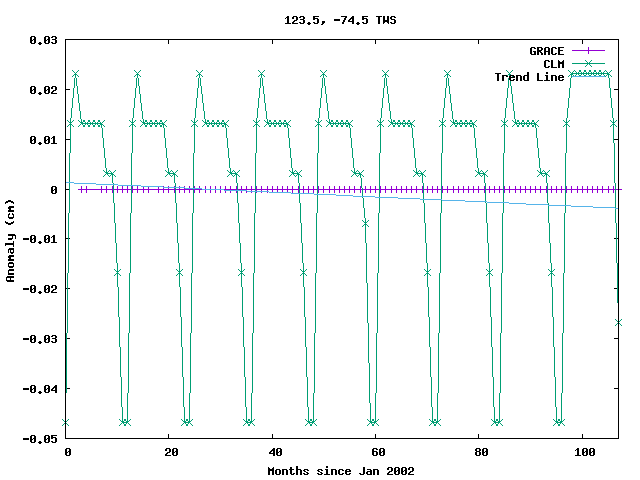 123.5, -74.5 TWS
GRACE
CLM
Trend Line
0.03
0.02
0.01
0
-0.01
-0.02
-0.03
-0.04
-0.05
Anomaly (cm)
0 20 40 60 80 100
Months since Jan 2002